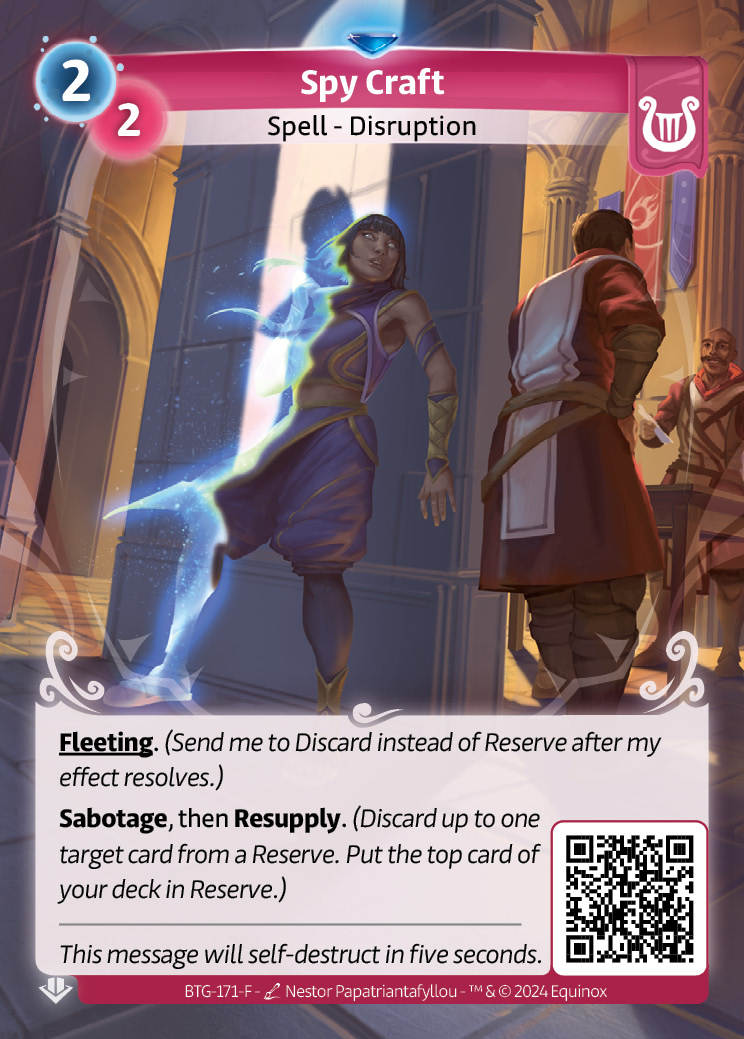 2
Spy Craft
2
Spell - Disruption
Fleeting. (Send me to Discard instead of Reserve after my
effect resolves.)
Sabotage, then Resupply. (Discard up to one
target card from a Reserve. Put the top card of
your deck in Reserve.)
This message will self-destruct in five seconds.
BTG-171-F - Nestor Papatriantafyllou - ™ & © 2024 Equinox